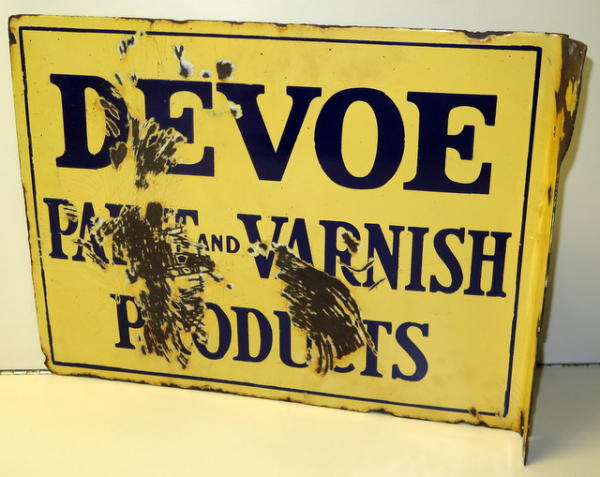 DEVOE
PAINT AND VARNISH
PRODUCTS